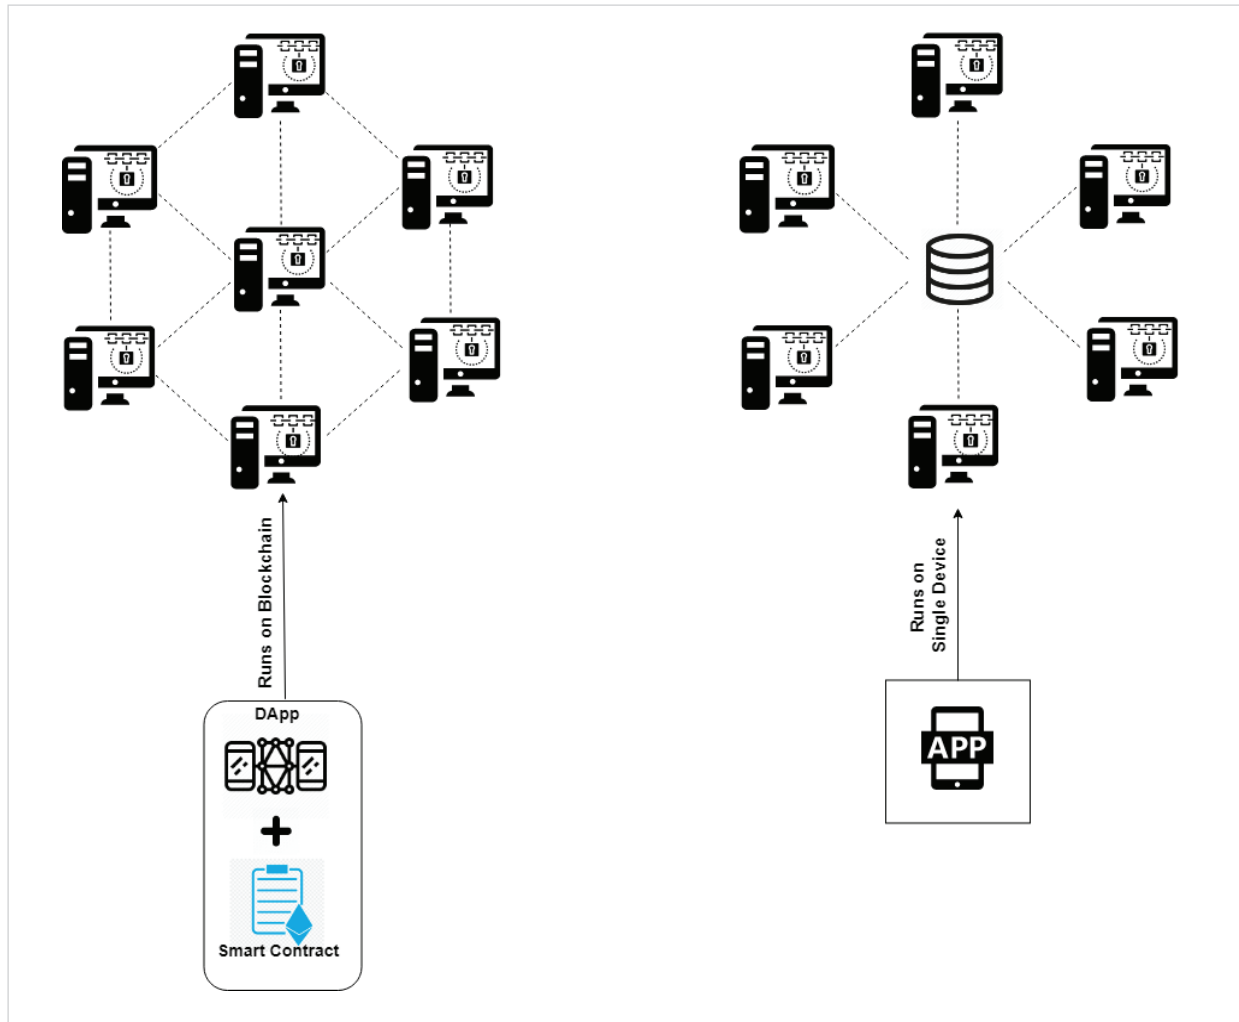 Runs on Blockchain
DApp
Smart Contract
Runs on
Single Device
APP